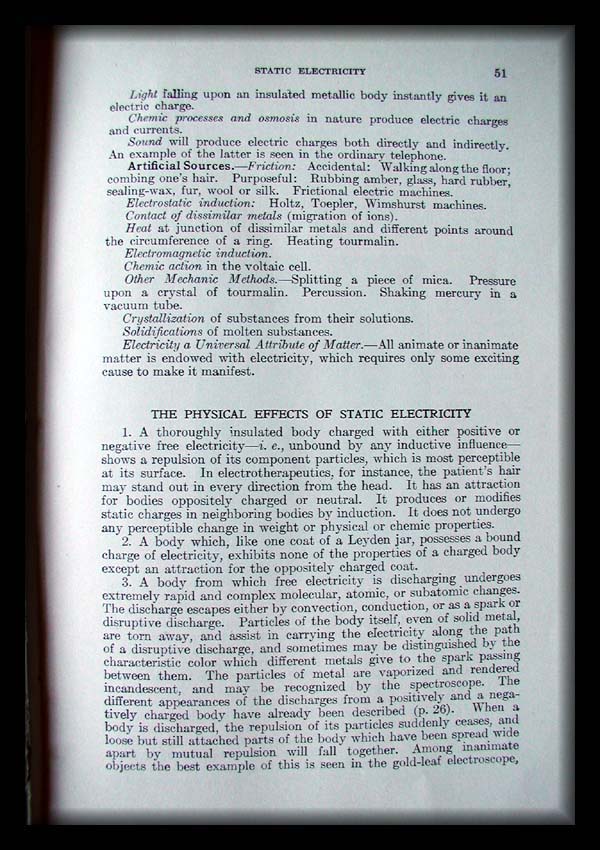 STATIC ELECTRICITY 51
Light falling upon an insulated metallic body instantly gives it an
electric charge.
Chemic processes and osmosis in nature produce electric charges
and currents.
Sound will produce electric charges both directly and indirectly.
An example of the latter is seen in the ordinary telephone.
Artificial Sources.—Friction: Accidental: Walking along the floor;
combing one's hair. Purposeful: Rubbing amber, glass, hard rubber,
sealing-wax, fur, wool or silk. Frictional electric machines.
Electrostatic induction: Holtz, Toepler, Wimshurst machines.
Contact of dissimilar metals (migration of ions).
Heat at junction of dissimilar metals and different points around
the circumference of a ring. Heating tourmalin.
Electromagnetic induction.
Chemic action in the voltaic cell.
Other Mechanic Methods.—Splitting a piece of mica. Pressure
upon a crystal of tourmalin. Percussion. Shaking mercury in a
vacuum tube.
Crystallization of substances from their solutions.
Solidifications of molten substances.
Electricity a Universal Attribute of Matter.—All animate or inanimate
matter is endowed with electricity, which requires only some exciting
cause to make it manifest.
THE PHYSICAL EFFECTS OF STATIC ELECTRICITY
1. A thoroughly insulated body charged with either positive or
negative free electricity—i. e., unbound by any inductive influence—
shows a repulsion of its component particles, which is most perceptible
at its surface. In electrotherapeutics, for instance, the patient's hair
may stand out in every direction from the head. It has an attraction
for bodies oppositely charged or neutral. It produces or modifies
static charges in neighboring bodies by induction. It does not undergo
any perceptible change in weight or physical or chemic properties.
2. A body which, like one coat of a Leyden jar, possesses a bound
charge of electricity, exhibits none of the properties of a charged body
except an attraction for the oppositely charged coat.
3. A body from which free electricity is discharging undergoes
extremely rapid and complex molecular, atomic, or subatomic changes.
The discharge escapes either by convection, conduction, or as a spark or
disruptive discharge. Particles of the body itself, even of solid metal,
are torn away, and assist in carrying the electricity along the path
of a disruptive discharge, and sometimes may be distinguished by the
characteristic color which different metals give to the spark passing
between them. The particles of metal are vaporized and rendered
incandescent, and may be recognized by the spectroscope. The
different appearances of the discharges from a positively and a nega-
tively charged body have already been described (p. 26). When a
body is discharged, the repulsion of its particles suddenly ceases, and
loose but still attached parts of the body which have been spread wide
apart by mutual repulsion will fall together. Among inanimate
objects the best example of this is seen in the gold-leaf electroscope,